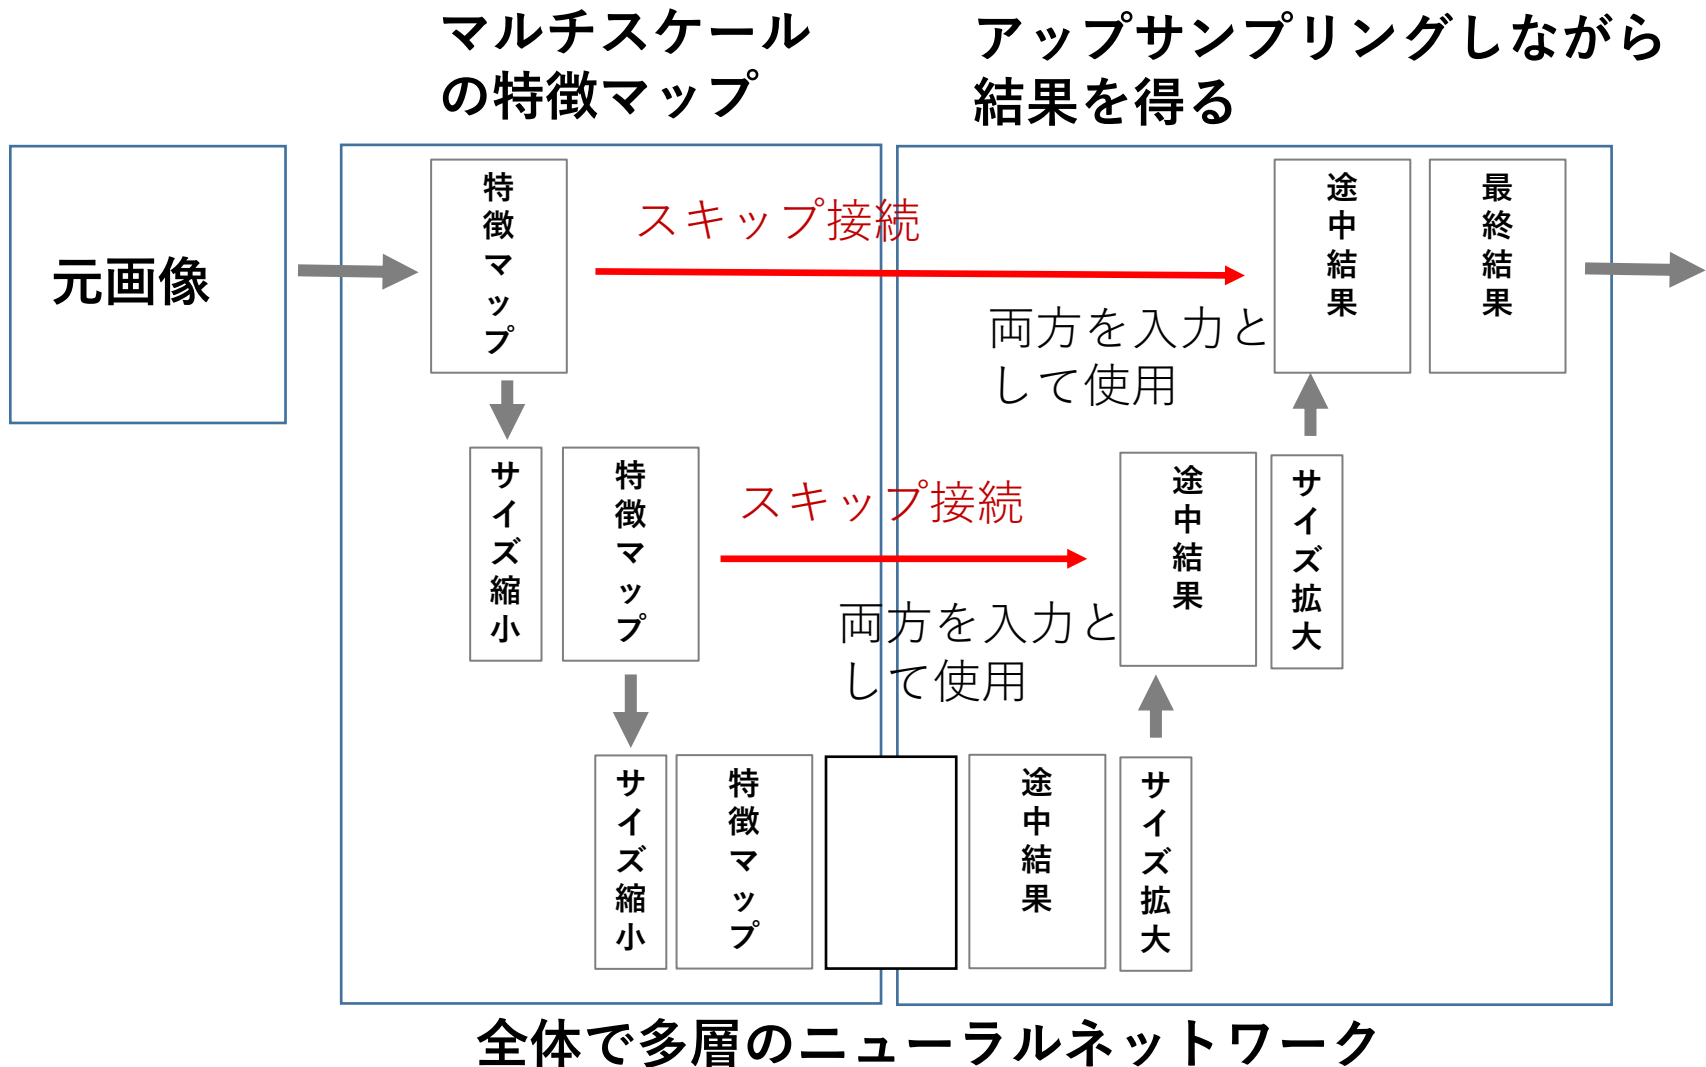 マルチスケール
の特徴マップ
アップサンプリングしながら
結果を得る
元画像
特徴マップ
スキップ接続
途中結果
最終結果
両方を入力と
して使用
サイズ縮小
特徴マップ
スキップ接続
途中結果
サイズ拡大
両方を入力と
して使用
サイズ縮小
特徴マップ
途中結果
サイズ拡大
全体で多層のニューラルネットワーク